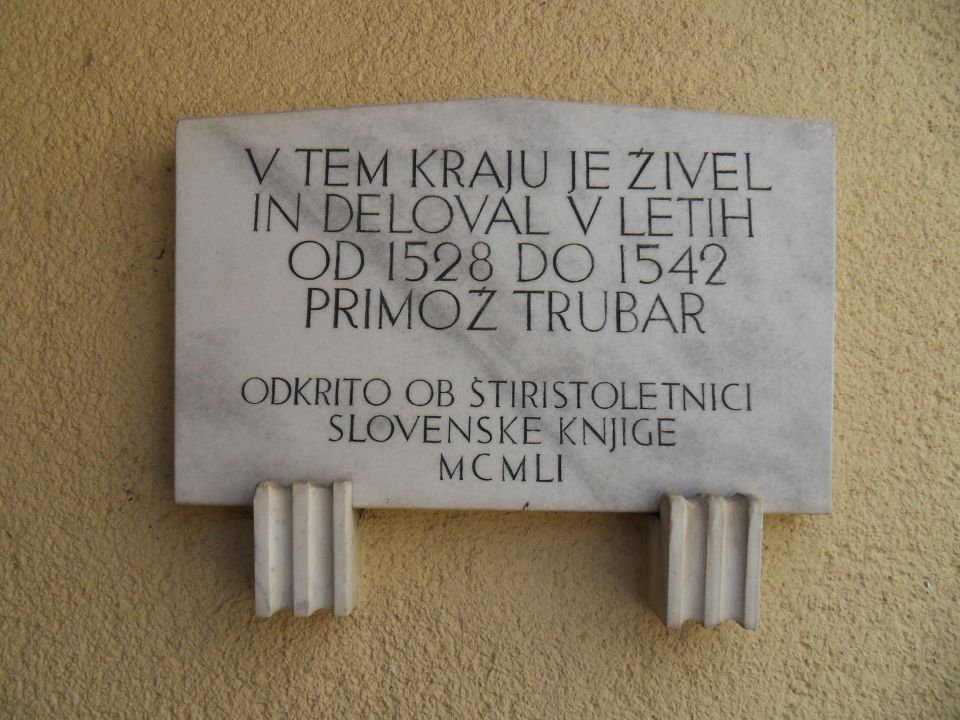 V TEM KRAJU JE ŽIVEL
IN DELOVAL V LETIH
OD 1528 DO 1542
PRIMOŽ TRUBAR
ODKRITO OB ŠTIRISTOLETNICI
SLOVENSKE KNJIGE
MCMLI